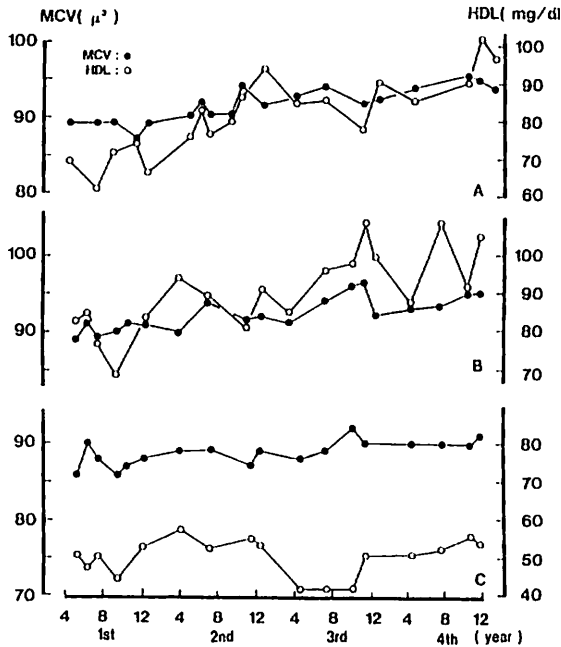 MCV( μ³ ) HDL( mg/dl
MCV : ●
HDL : ○
100 100
90
90 80
70
80 A 60
100 100
90
90 80
B 70
90 80
70
80 60
50
70 C 40
4 8 12 4 8 12 4 8 12 4 8 12 ( year )
1st 2nd 3rd 4th